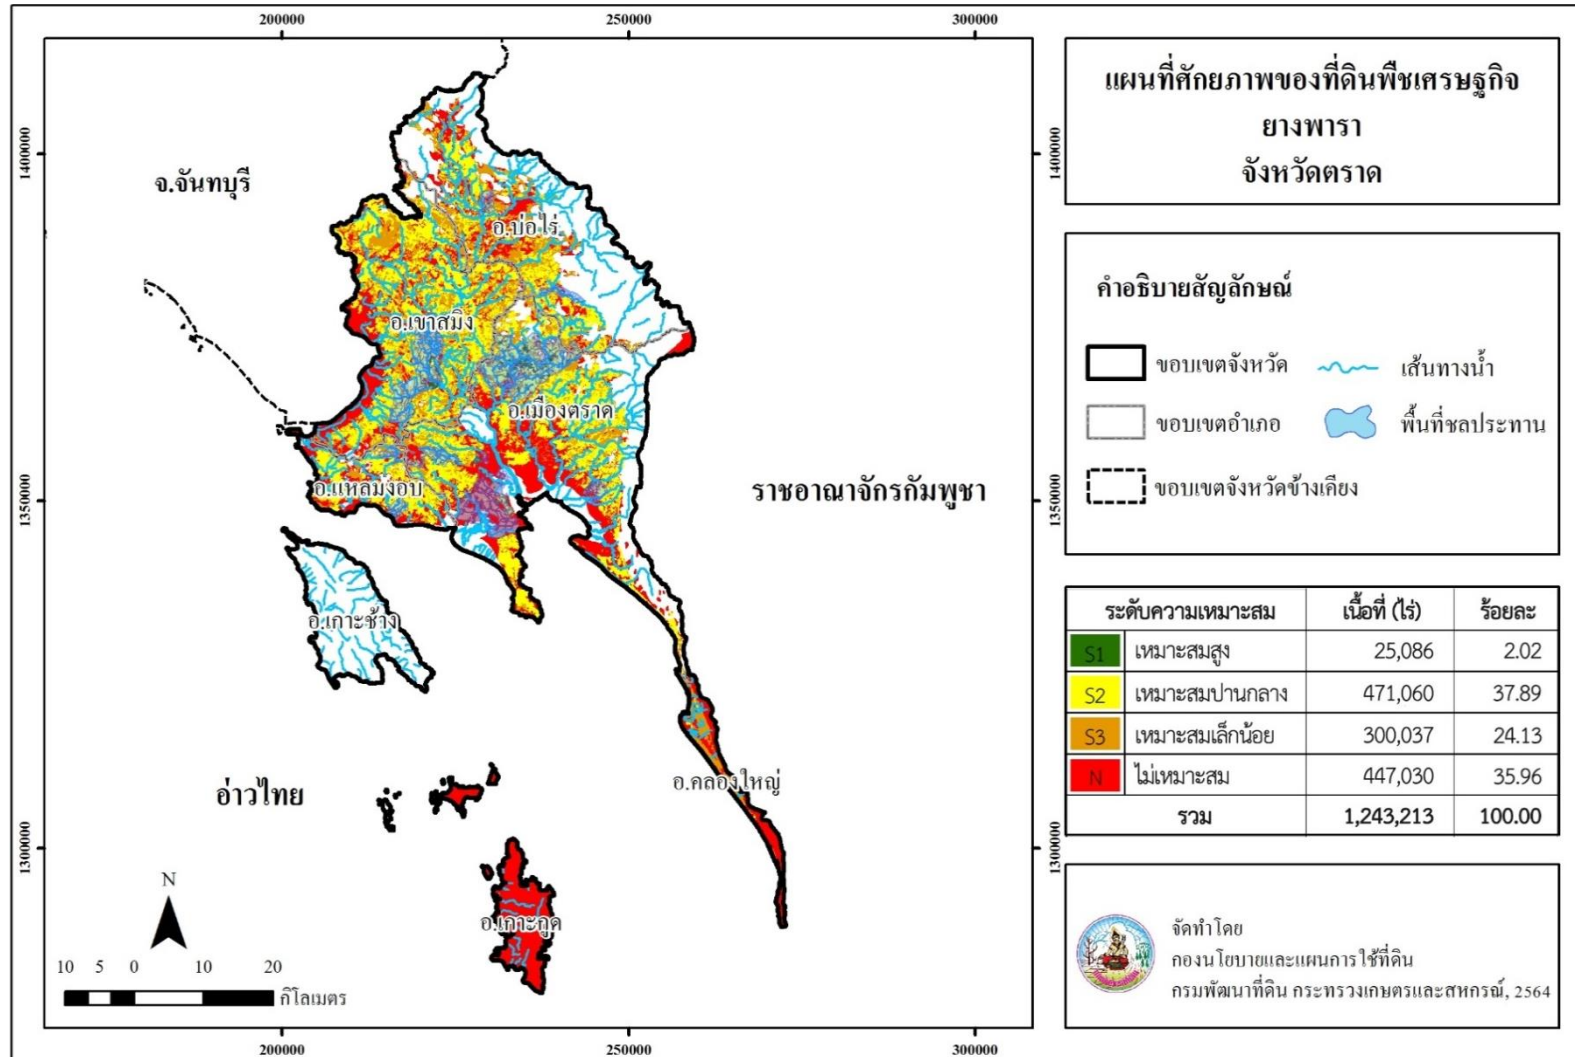 200000
250000
300000
1400000
1400000
1350000
1350000
1300000
1300000
จ.จันทบุรี
อ.บ่อไร่
อ.เขาสมิง
อ.เมืองตราด
อ.แหลมงอบ
ราชอาณาจักรกัมพูชา
อ.เกาะช้าง
อ่าวไทย
อ.คลองใหญ่
อ.เกาะกูด
N
10 5 0 10 20
กิโลเมตร
200000
250000
300000
แผนที่ศักยภาพของที่ดินพืชเศรษฐกิจ
ยางพารา
จังหวัดตราด
คำอธิบายสัญลักษณ์
ขอบเขตจังหวัด
เส้นทางน้ำ
ขอบเขตอำเภอ
พื้นที่ชลประทาน
ขอบเขตจังหวัดข้างเคียง
ระดับความเหมาะสม เนื้อที่ (ไร่) ร้อยละ
S1 เหมาะสมสูง 25,086 2.02
S2 เหมาะสมปานกลาง 471,060 37.89
S3 เหมาะสมเล็กน้อย 300,037 24.13
N ไม่เหมาะสม 447,030 35.96
รวม 1,243,213 100.00
จัดทำโดย
กองนโยบายและแผนการใช้ที่ดิน
กรมพัฒนาที่ดิน กระทรวงเกษตรและสหกรณ์, 2564